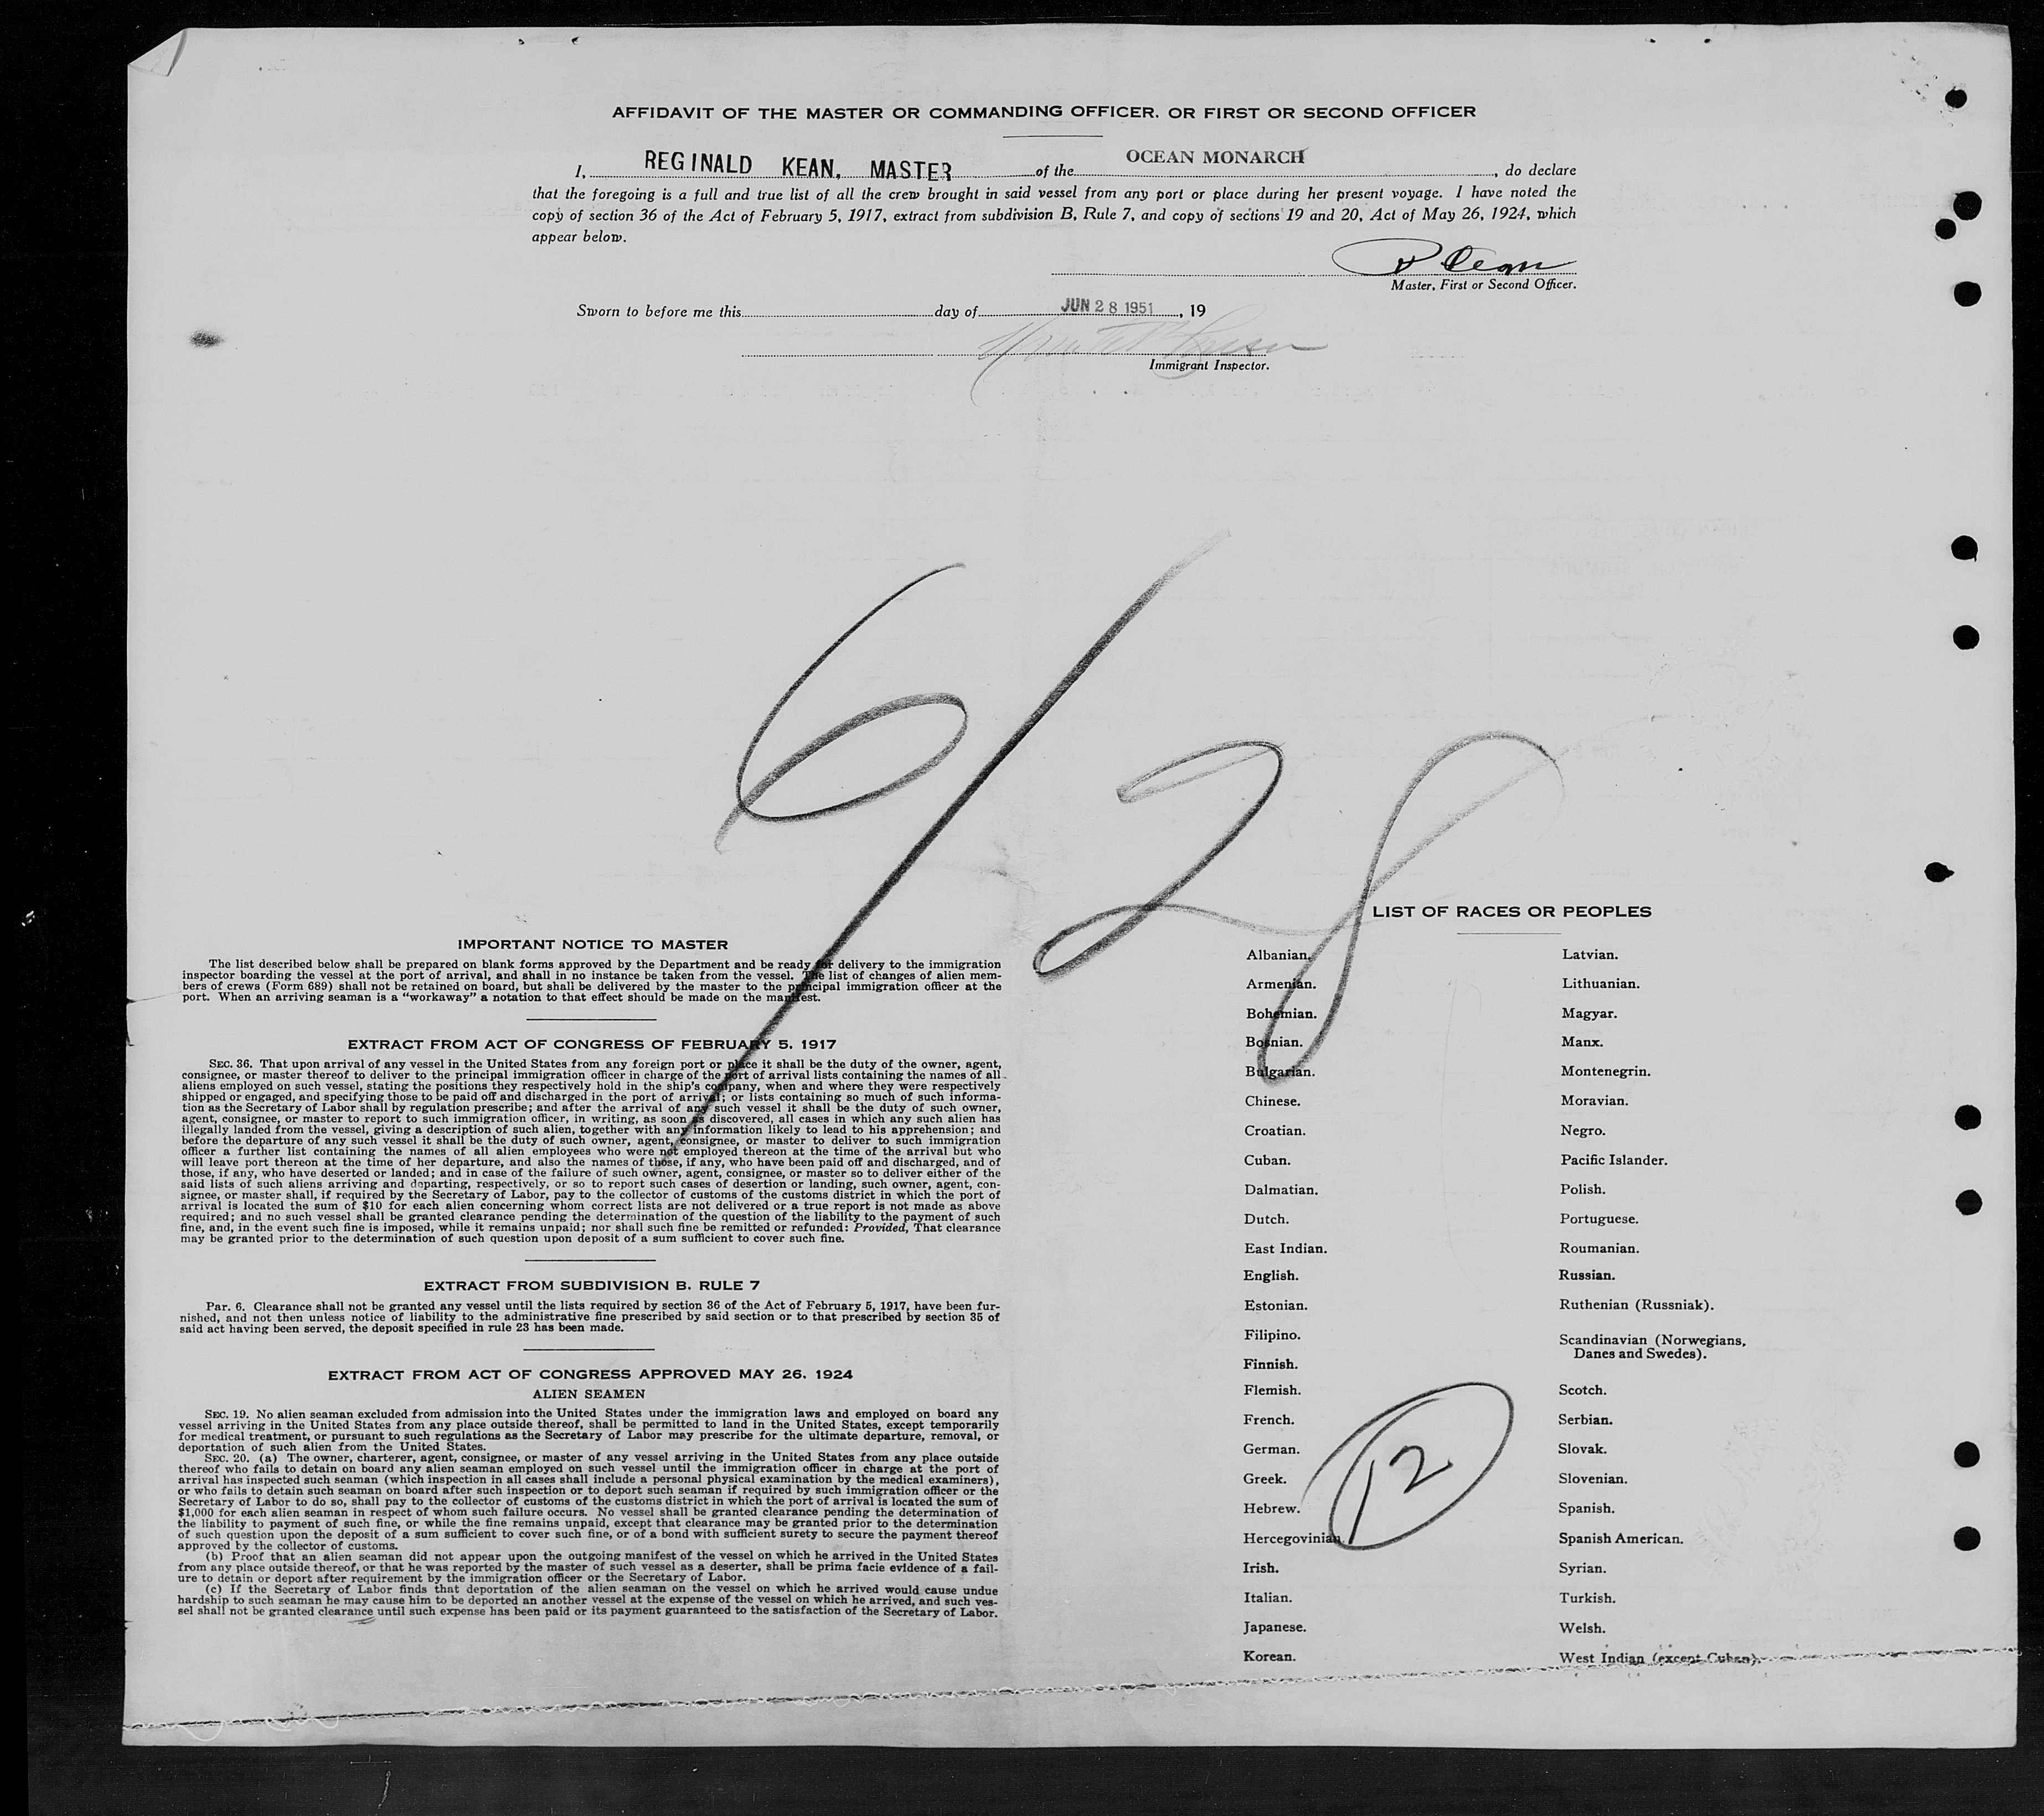 AFFIDAVIT OF THE MASTER OR COMMANDING OFFICER, OR FIRST OR SECOND OFFICER
I, REGINALD KEAN, MASTER of the OCEAN MONARCH, do declare
that the foregoing is a full and true list of all the crew brought in said vessel from any port or place during her present voyage. I have noted the
copy of section 36 of the Act of February 5, 1917, extract from subdivision B, Rule 7, and copy of sections 19 and 20, Act of May 26, 1924, which
appear below.
R Kean
Master, First or Second Officer.
Sworn to before me this day of JUN 28 1951, 19
Immigrant Inspector.
6/28
IMPORTANT NOTICE TO MASTER
The list described below shall be prepared on blank forms approved by the Department and be ready for delivery to the immigration
inspector boarding the vessel at the port of arrival, and shall in no instance be taken from the vessel. The list of changes of alien mem-
bers of crews (Form 689) shall not be retained on board, but shall be delivered by the master to the principal immigration officer at the
port. When an arriving seaman is a "workaway" a notation to that effect should be made on the manifest.
EXTRACT FROM ACT OF CONGRESS OF FEBRUARY 5, 1917
SEC. 36. That upon arrival of any vessel in the United States from any foreign port or place it shall be the duty of the owner, agent,
consignee, or master thereof to deliver to the principal immigration officer in charge of the port of arrival lists containing the names of all
aliens employed on such vessel, stating the positions they respectively hold in the ship's company, when and where they were respectively
shipped or engaged, and specifying those to be paid off and discharged in the port of arrival; or lists containing so much of such informa-
tion as the Secretary of Labor shall by regulation prescribe; and after the arrival of any such vessel it shall be the duty of such owner,
agent, consignee, or master to report to such immigration officer, in writing, as soon as discovered, all cases in which any such alien has
illegally landed from the vessel, giving a description of such alien, together with any information likely to lead to his apprehension; and
before the departure of any such vessel it shall be the duty of such owner, agent, consignee, or master to deliver to such immigration
officer a further list containing the names of all alien employees who were not employed thereon at the time of the arrival but who
will leave port thereon at the time of her departure, and also the names of those, if any, who have been paid off and discharged, and of
those, if any, who have deserted or landed; and in case of the failure of such owner, agent, consignee, or master so to deliver either of the
said lists of such aliens arriving and departing, respectively, or so to report such cases of desertion or landing, such owner, agent, con-
signee, or master shall, if required by the Secretary of Labor, pay to the collector of customs of the customs district in which the port of
arrival is located the sum of $10 for each alien concerning whom correct lists are not delivered or a true report is not made as above
required; and no such vessel shall be granted clearance pending the determination of the question of the liability to the payment of such
fine, and, in the event such fine is imposed, while it remains unpaid; nor shall such fine be remitted or refunded: Provided, That clearance
may be granted prior to the determination of such question upon deposit of a sum sufficient to cover such fine.
EXTRACT FROM SUBDIVISION B, RULE 7
Par. 6. Clearance shall not be granted any vessel until the lists required by section 36 of the Act of February 5, 1917, have been fur-
nished, and not then unless notice of liability to the administrative fine prescribed by said section or to that prescribed by section 35 of
said act having been served, the deposit specified in rule 23 has been made.
EXTRACT FROM ACT OF CONGRESS APPROVED MAY 26, 1924
ALIEN SEAMEN
SEC. 19. No alien seaman excluded from admission into the United States under the immigration laws and employed on board any
vessel arriving in the United States from any place outside thereof, shall be permitted to land in the United States, except temporarily
for medical treatment, or pursuant to such regulations as the Secretary of Labor may prescribe for the ultimate departure, removal, or
deportation of such alien from the United States.
SEC. 20. (a) The owner, charterer, agent, consignee, or master of any vessel arriving in the United States from any place outside
thereof who fails to detain on board any alien seaman employed on such vessel until the immigration officer in charge at the port of
arrival has inspected such seaman (which inspection in all cases shall include a personal physical examination by the medical examiners),
or who fails to detain such seaman on board after such inspection or to deport such seaman if required by such immigration officer or the
Secretary of Labor to do so, shall pay to the collector of customs of the customs district in which the port of arrival is located the sum of
$1,000 for each alien seaman in respect of whom such failure occurs. No vessel shall be granted clearance pending the determination of
the liability to payment of such fine, or while the fine remains unpaid, except that clearance may be granted prior to the determination
of such question upon the deposit of a sum sufficient to cover such fine, or of a bond with sufficient surety to secure the payment thereof
approved by the collector of customs.
(b) Proof that an alien seaman did not appear upon the outgoing manifest of the vessel on which he arrived in the United States
from any place outside thereof, or that he was reported by the master of such vessel as a deserter, shall be prima facie evidence of a fail-
ure to detain or deport after requirement by the immigration officer or the Secretary of Labor.
(c) If the Secretary of Labor finds that deportation of the alien seaman on the vessel on which he arrived would cause undue
hardship to such seaman he may cause him to be deported an another vessel at the expense of the vessel on which he arrived, and such ves-
sel shall not be granted clearance until such expense has been paid or its payment guaranteed to the satisfaction of the Secretary of Labor.
LIST OF RACES OR PEOPLES
Albanian.
Armenian.
Bohemian.
Bosnian.
Bulgarian.
Chinese.
Croatian.
Cuban.
Dalmatian.
Dutch.
East Indian.
English.
Estonian.
Filipino.
Finnish.
Flemish.
French.
German.
Greek.
Hebrew.
Hercegovinian.
Irish.
Italian.
Japanese.
Korean.
Latvian.
Lithuanian.
Magyar.
Manx.
Montenegrin.
Moravian.
Negro.
Pacific Islander.
Polish.
Portuguese.
Roumanian.
Russian.
Ruthenian (Russniak).
Scandinavian (Norwegians,
Danes and Swedes).
Scotch.
Serbian.
Slovak.
Slovenian.
Spanish.
Spanish American.
Syrian.
Turkish.
Welsh.
West Indian (except Cuban).
12